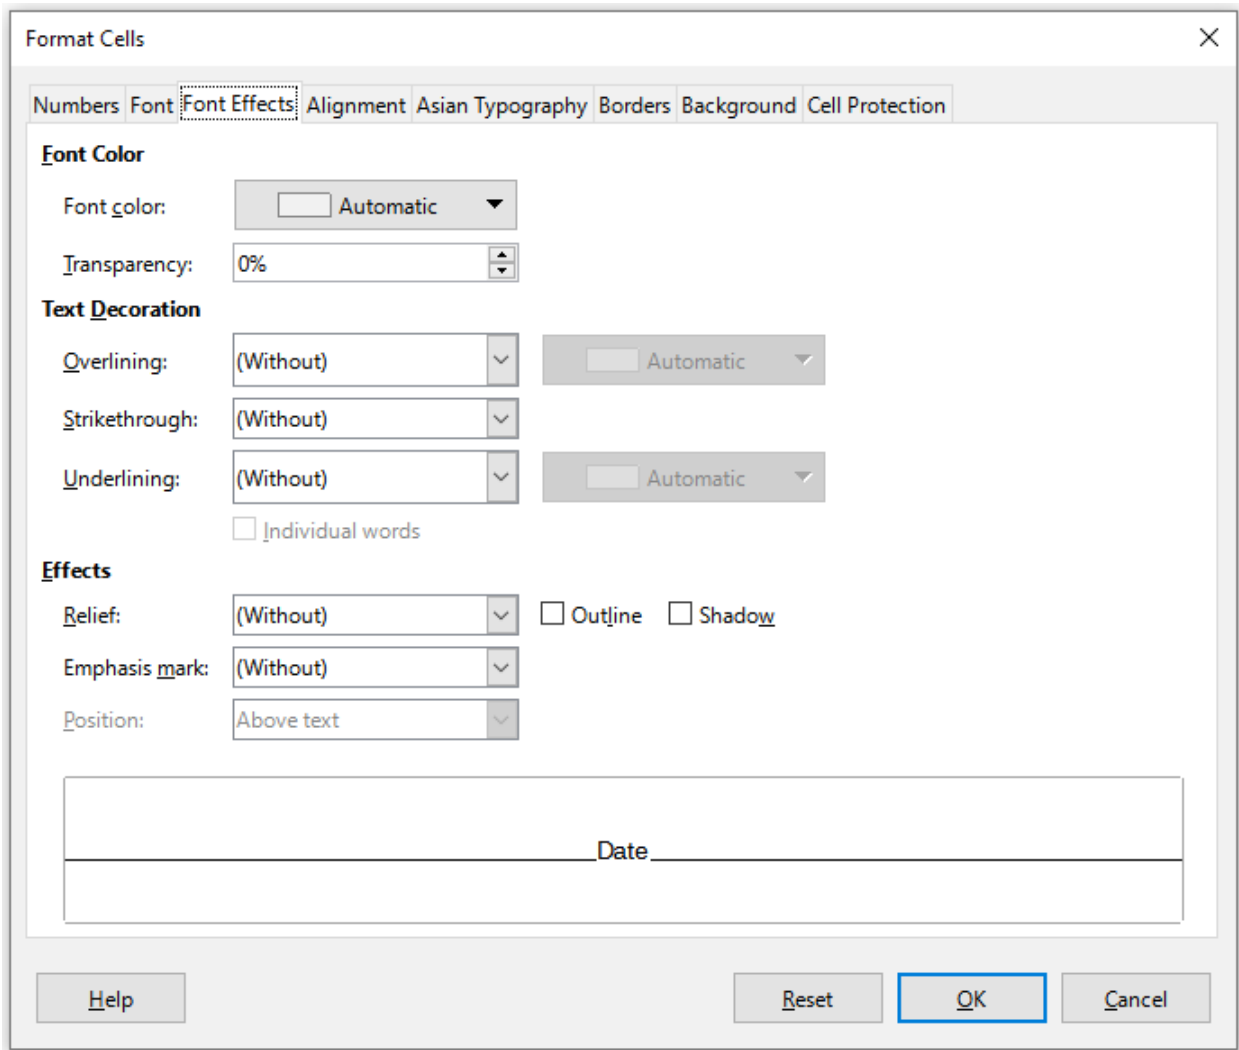 Format Cells
Numbers Font Font Effects Alignment Asian Typography Borders Background Cell Protection
Font Color
Font color: Automatic
Transparency: 0%
Text Decoration
Overlining: (Without) Automatic
Strikethrough: (Without)
Underlining: (Without) Automatic
Individual words
Effects
Relief: (Without) Outline Shadow
Emphasis mark: (Without)
Position: Above text
Date
Help Reset OK Cancel